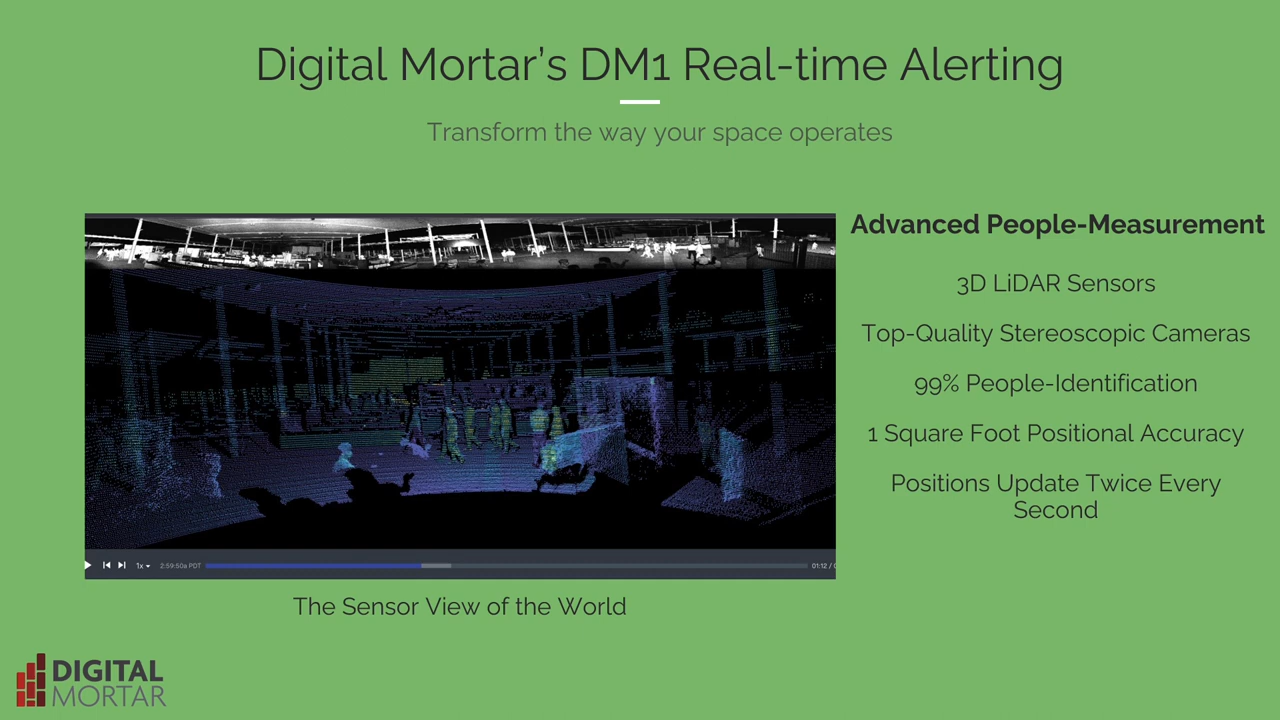 Digital Mortar’s DM1 Real-time Alerting
Transform the way your space operates
Advanced People-Measurement
3D LiDAR Sensors
Top-Quality Stereoscopic Cameras
99% People-Identification
1 Square Foot Positional Accuracy
Positions Update Twice Every
Second
1x
2:59:50a PDT
01:12 /
The Sensor View of the World
DIGITAL
MORTAR